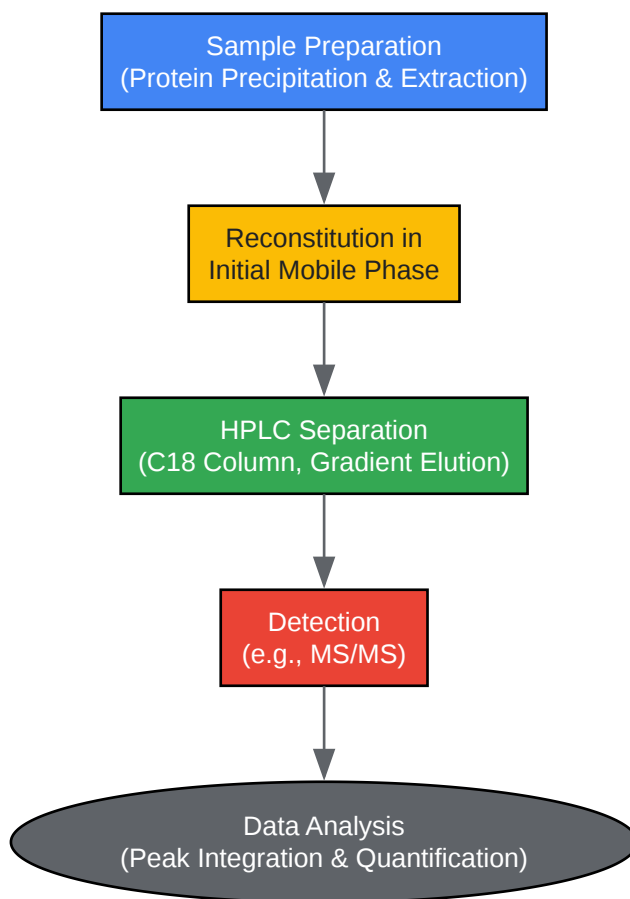 Sample Preparation
(Protein Precipitation & Extraction)
Reconstitution in
Initial Mobile Phase
HPLC Separation
(C18 Column, Gradient Elution)
Detection
(e.g., MS/MS)
Data Analysis
(Peak Integration & Quantification)